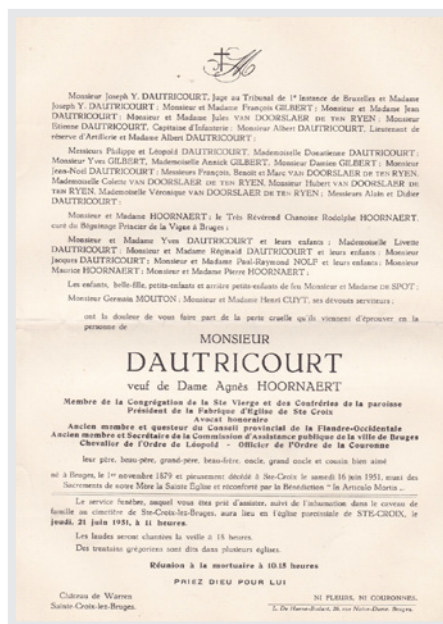 Monsieur Joseph Y. DAUTRICOURT, Juge au Tribunal de 1e Instance de Bruxelles et Madame
Joseph Y. DAUTRICOURT ; Monsieur et Madame François GILBERT ; Monsieur et Madame Jean
DAUTRICOURT ; Monsieur et Madame Jules VAN DOORSLAER DE TEN RYEN ; Monsieur
Etienne DAUTRICOURT, Capitaine d'Infanterie ; Monsieur Albert DAUTRICOURT, Lieutenant de
réserve d'Artillerie et Madame Albert DAUTRICOURT ;
Messieurs Philippe et Léopold DAUTRICOURT, Mademoiselle Donatienne DAUTRICOURT ;
Monsieur Yves GILBERT, Mademoiselle Annick GILBERT, Monsieur Damien GILBERT ; Monsieur
Jean-Noël DAUTRICOURT ; Messieurs François, Benoit et Marc VAN DOORSLAER DE TEN RYEN,
Mademoiselle Colette VAN DOORSLAER DE TEN RYEN, Monsieur Hubert VAN DOORSLAER DE
TEN RYEN, Mademoiselle Véronique VAN DOORSLAER DE TEN RYEN ; Messieurs Alain et Didier
DAUTRICOURT ;
Monsieur et Madame HOORNAERT ; le Très Révérend Chanoine Rodolphe HOORNAERT,
curé du Béguinage Princier de la Vigne à Bruges ;
Monsieur et Madame Yves DAUTRICOURT et leurs enfants ; Mademoiselle Livette
DAUTRICOURT ; Monsieur et Madame Réginald DAUTRICOURT et leurs enfants ; Monsieur
Jacques DAUTRICOURT ; Monsieur et Madame Paul-Raymond NOLF et leurs enfants ; Monsieur
Maurice HOORNAERT ; Monsieur et Madame Pierre HOORNAERT ;
Les enfants, belle-fille, petits-enfants et arrière petits-enfants de feu Monsieur et Madame DE SPOT ;
Monsieur Germain MOUTON ; Monsieur et Madame Henri CUYT, ses dévoués serviteurs ;
ont la douleur de vous faire part de la perte cruelle qu'ils viennent d'éprouver en la
personne de
MONSIEUR
DAUTRICOURT
veuf de Dame Agnès HOORNAERT
Membre de la Congrégation de la Ste Vierge et des Confréries de la paroisse
Président de la Fabrique d'Eglise de Ste Croix
Avocat honoraire
Ancien membre et questeur du Conseil provincial de la Flandre-Occidentale
Ancien membre et Secrétaire de la Commission d'Assistance publique de la ville de Bruges
Chevalier de l'Ordre de Léopold - Officier de l'Ordre de la Couronne
leur père, beau-père, grand-père, beau-frère, oncle, grand oncle et cousin bien aimé
né à Bruges, le 1er novembre 1879 et pieusement décédé à Ste-Croix le samedi 16 juin 1951, muni des
Sacrements de notre Mère la Sainte Eglise et réconforté par la Bénédiction " In Articulo Mortis ".
Le service funèbre, auquel vous êtes prié d'assister, suivi de l'inhumation dans le caveau de
famille au cimetière de Ste-Croix-lez-Bruges, aura lieu en l'église paroissiale de STE-CROIX, le
jeudi, 21 juin 1951, à 11 heures.
Les laudes seront chantées la veille à 18 heures.
Des trentains grégoriens sont dits dans plusieurs églises.
Réunion à la mortuaire à 10.15 heures
PRIEZ DIEU POUR LUI
Château de Warren
Sainte-Croix-lez-Bruges.
NI FLEURS, NI COURONNES.
rue Notre-Dame, Bruges.